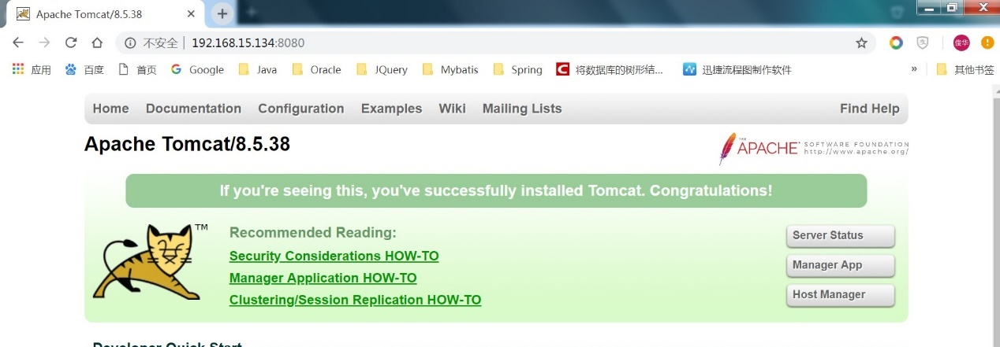 Apache Tomcat/8.5.38
不安全 192.168.15.134:8080
俊华
应用 百度 首页 Google Java Oracle JQuery Mybatis Spring 将数据库的树形结... 迅捷流程图制作软件 » 其他书签
Home Documentation Configuration Examples Wiki Mailing Lists Find Help
Apache Tomcat/8.5.38
THE APACHE SOFTWARE FOUNDATION
http://www.apache.org/
If you're seeing this, you've successfully installed Tomcat. Congratulations!
TM
Recommended Reading:
Security Considerations HOW-TO
Manager Application HOW-TO
Clustering/Session Replication HOW-TO
Server Status
Manager App
Host Manager
Developer Quick Start